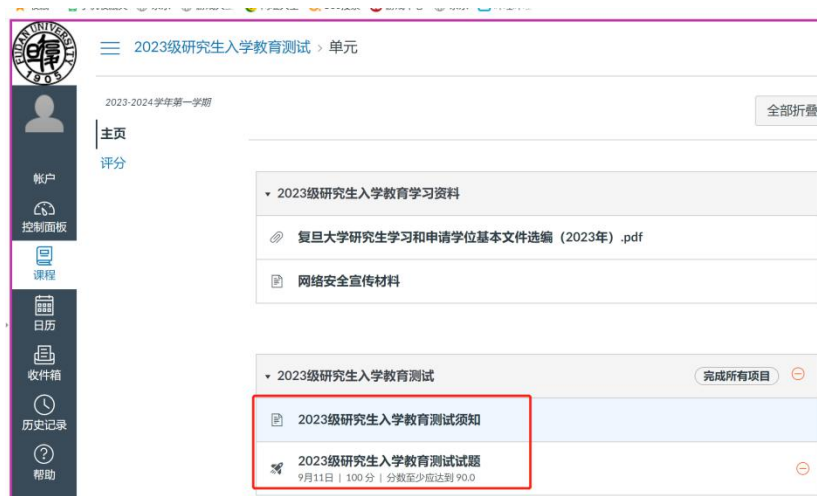 FUDAN UNIVERSITY
1905
2023级研究生入学教育测试 › 单元
2023-2024学年第一学期
全部折叠
主页
评分
帐户
控制面板
课程
日历
收件箱
历史记录
帮助
2023级研究生入学教育学习资料
复旦大学研究生学习和申请学位基本文件选编（2023年）.pdf
网络安全宣传材料
2023级研究生入学教育测试
完成所有项目
2023级研究生入学教育测试须知
2023级研究生入学教育测试试题
9月11日 | 100 分 | 分数至少应达到 90.0